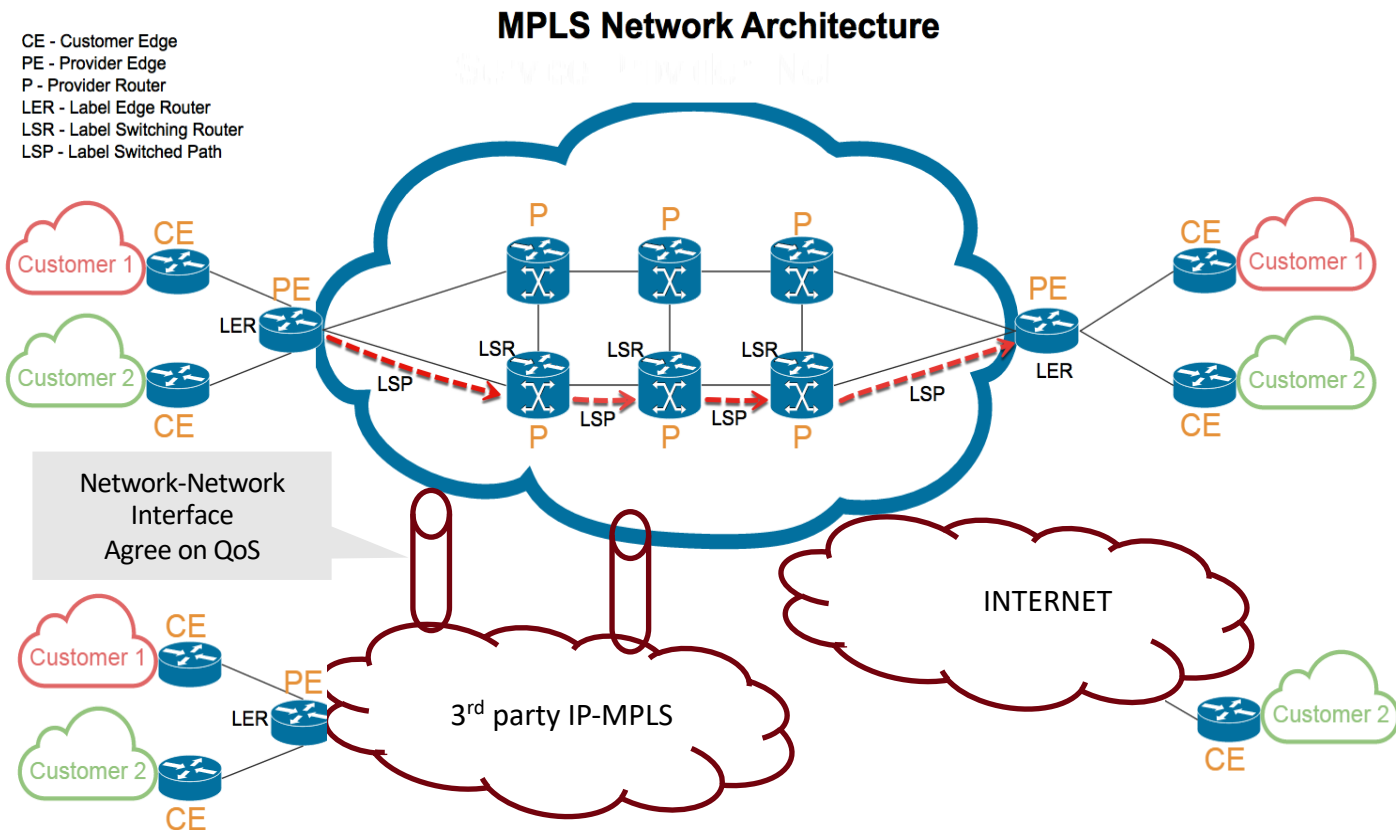 MPLS Network Architecture
Service Provider Net
CE - Customer Edge
PE - Provider Edge
P - Provider Router
LER - Label Edge Router
LSR - Label Switching Router
LSP - Label Switched Path
P
P
P
CE
Customer 1
CE
Customer 1
PE
LER
PE
LER
Customer 2
CE
Customer 2
CE
LSR
LSR
LSR
LSP
LSP
LSP
LSP
P
P
P
Network-Network
Interface
Agree on QoS
INTERNET
CE
Customer 1
PE
LER
3rd party IP-MPLS
Customer 2
CE
Customer 2
CE